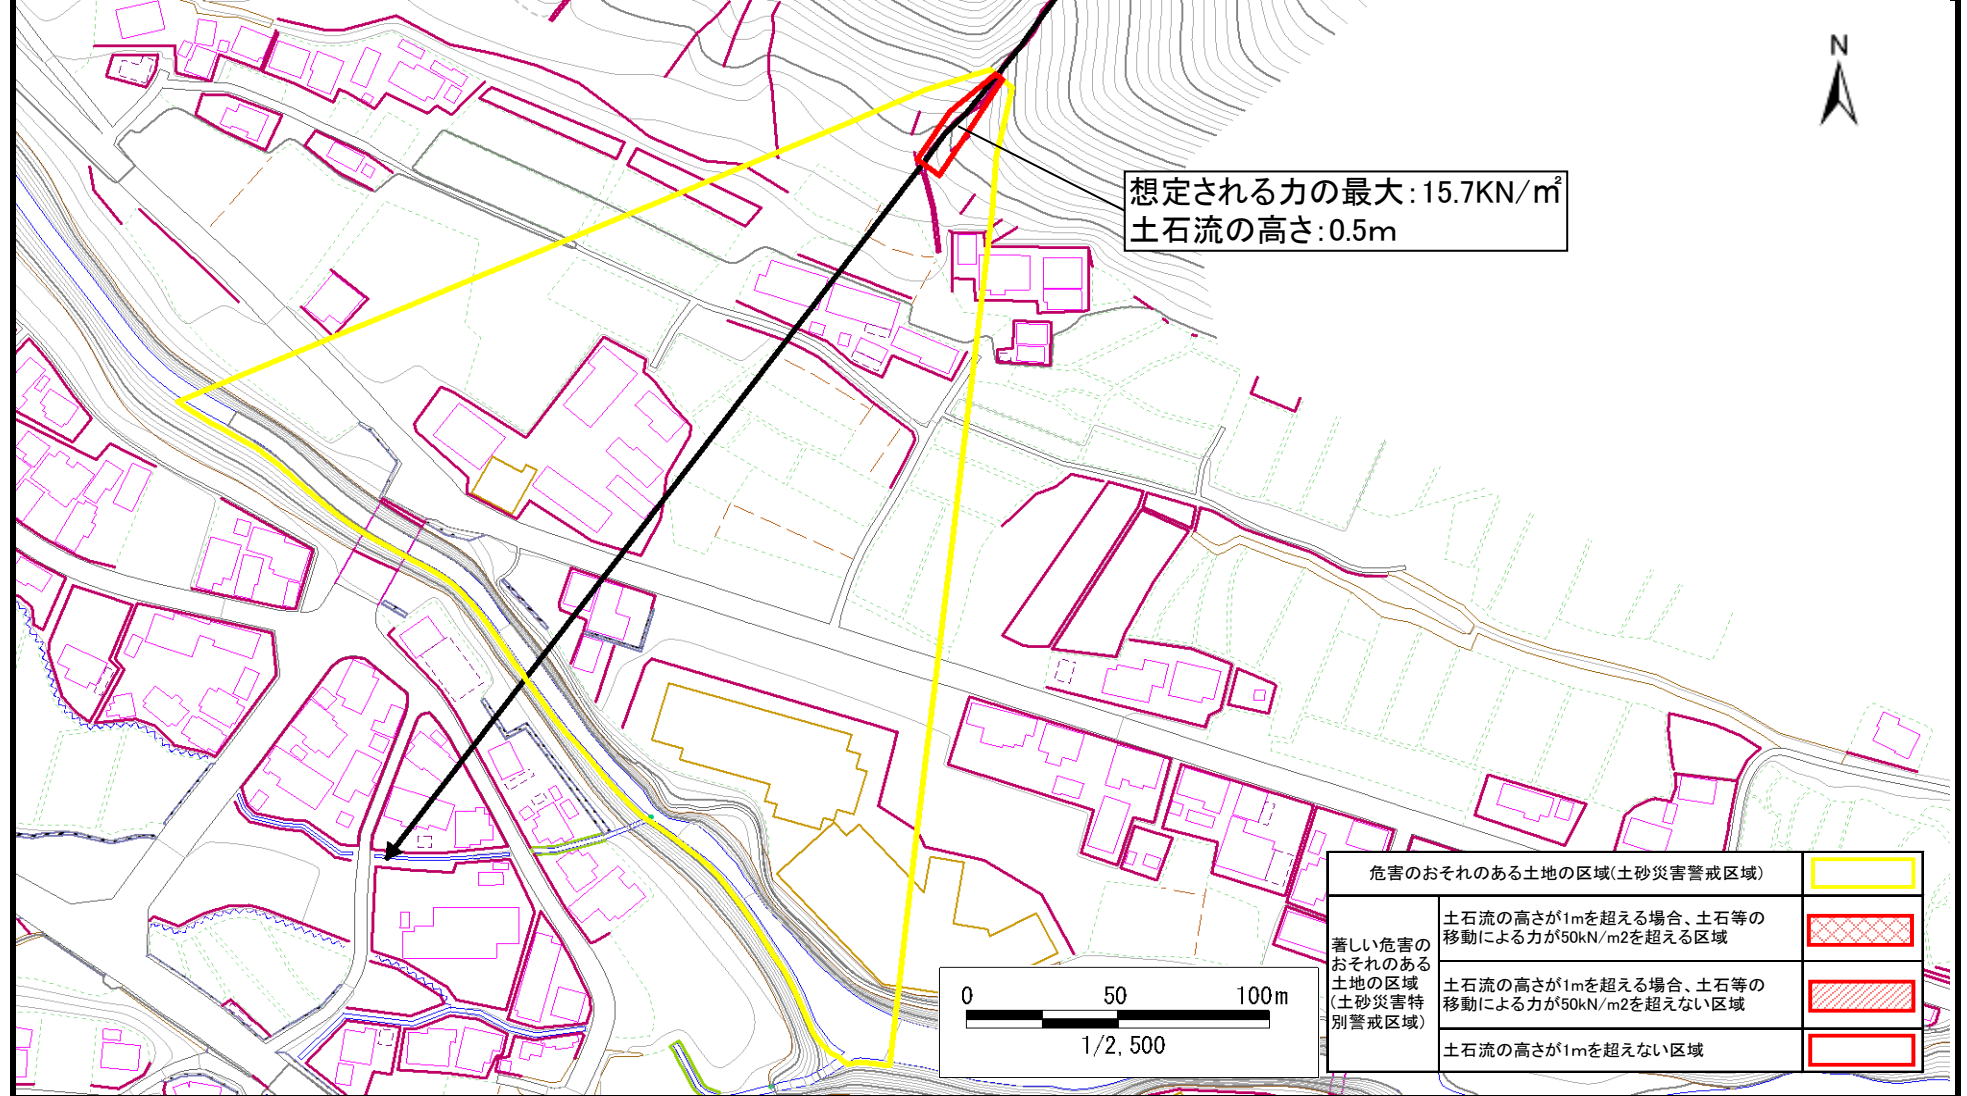 N
想定される力の最大:15.7KN/㎡
土石流の高さ:0.5m
危害のおそれのある土地の区域(土砂災害警戒区域)
著しい危害の
おそれのある
土地の区域
(土砂災害特
別警戒区域)
土石流の高さが1mを超える場合、土石等の
移動による力が50kN/m2を超える区域
土石流の高さが1mを超える場合、土石等の
移動による力が50kN/m2を超えない区域
土石流の高さが1mを超えない区域
0 50 100m
1/2,500